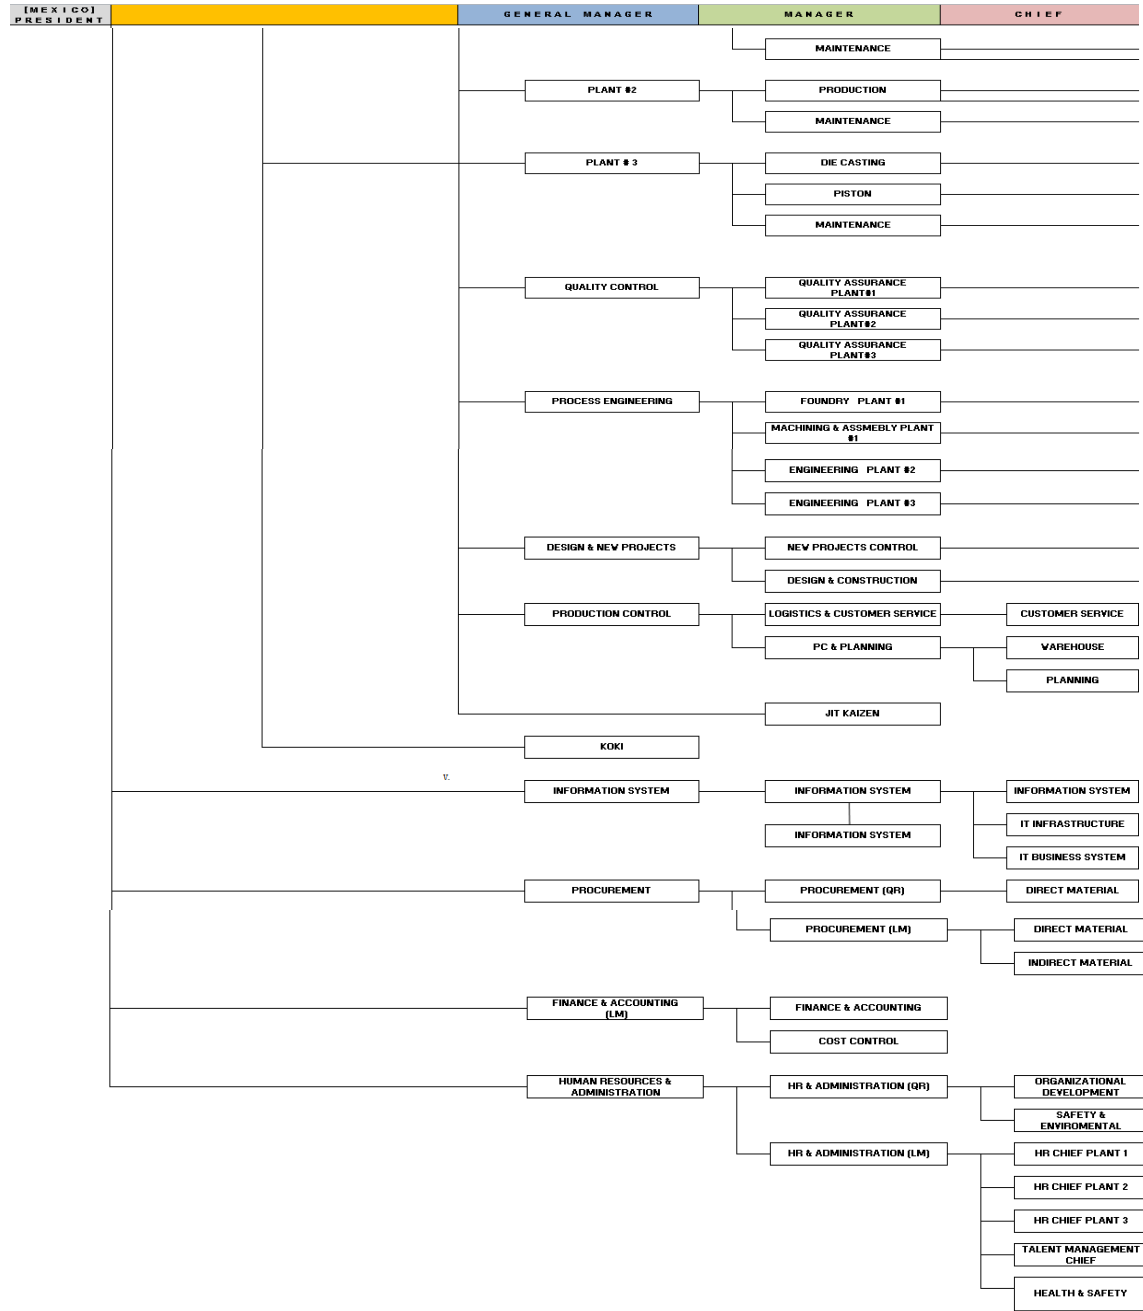 [MEXICO]
PRESIDENT
GENERAL MANAGER
MANAGER
CHIEF
MAINTENANCE
PLANT #2
PRODUCTION
MAINTENANCE
PLANT # 3
DIE CASTING
PISTON
MAINTENANCE
QUALITY CONTROL
QUALITY ASSURANCE
PLANT#1
QUALITY ASSURANCE
PLANT#2
QUALITY ASSURANCE
PLANT#3
PROCESS ENGINEERING
FOUNDRY PLANT #1
MACHINING & ASSMEBLY PLANT
#1
ENGINEERING PLANT #2
ENGINEERING PLANT #3
DESIGN & NEW PROJECTS
NEW PROJECTS CONTROL
DESIGN & CONSTRUCTION
PRODUCTION CONTROL
LOGISTICS & CUSTOMER SERVICE
CUSTOMER SERVICE
PC & PLANNING
WAREHOUSE
PLANNING
JIT KAIZEN
KOKI
V.
INFORMATION SYSTEM
INFORMATION SYSTEM
INFORMATION SYSTEM
IT INFRASTRUCTURE
INFORMATION SYSTEM
IT BUSINESS SYSTEM
PROCUREMENT
PROCUREMENT (QR)
DIRECT MATERIAL
PROCUREMENT (LM)
DIRECT MATERIAL
INDIRECT MATERIAL
FINANCE & ACCOUNTING
(LM)
FINANCE & ACCOUNTING
COST CONTROL
HUMAN RESOURCES &
ADMINISTRATION
HR & ADMINISTRATION (QR)
ORGANIZATIONAL
DEVELOPMENT
SAFETY &
ENVIROMENTAL
HR & ADMINISTRATION (LM)
HR CHIEF PLANT 1
HR CHIEF PLANT 2
HR CHIEF PLANT 3
TALENT MANAGEMENT
CHIEF
HEALTH & SAFETY